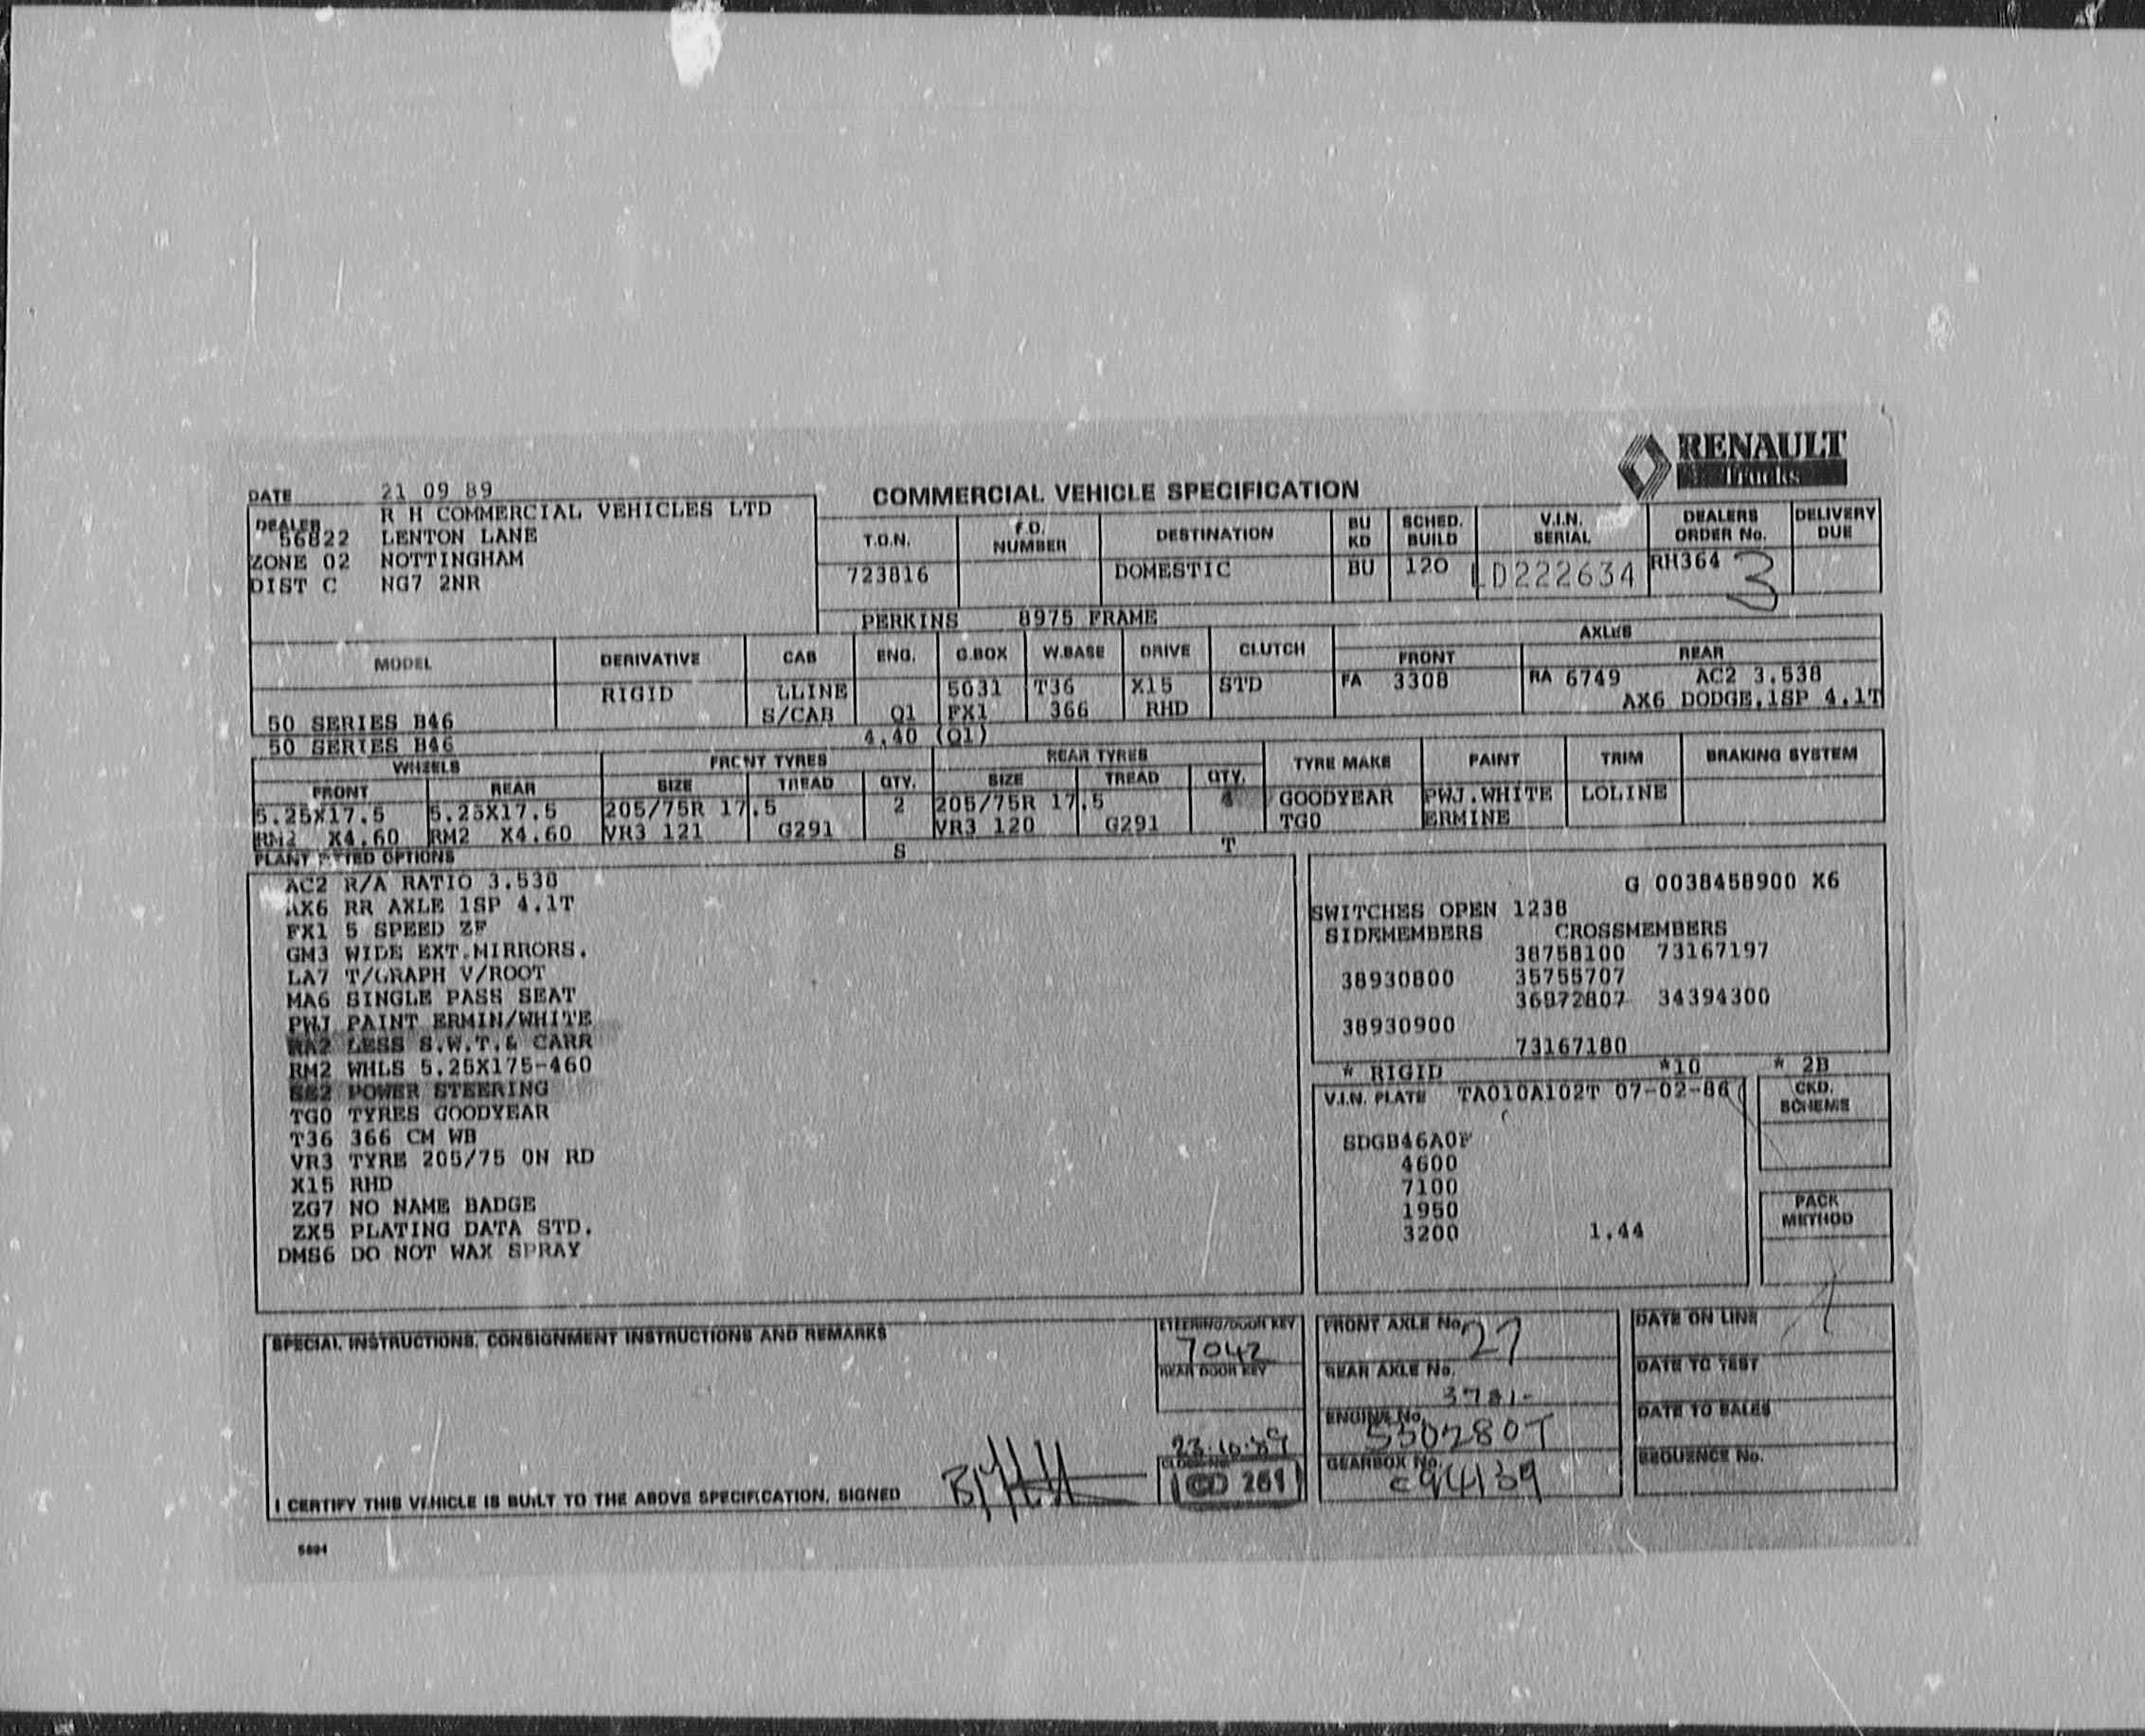 RENAULT
Trucks
DATE 21 09 89
COMMERCIAL VEHICLE SPECIFICATION
DEALER R H COMMERCIAL VEHICLES LTD
56822 LENTON LANE
ZONE 02 NOTTINGHAM
DIST C NG7 2NR
T.O.N. F.O. NUMBER DESTINATION BU KD SCHED. BUILD V.I.N. SERIAL DEALERS ORDER No. DELIVERY DUE
723816 DOMESTIC BU 120 LD222634 RH364 3
PERKINS 8975 FRAME
MODEL DERIVATIVE CAB ENG. G.BOX W.BASE DRIVE CLUTCH AXLES
FRONT REAR
RIGID LLINE 5031 T36 X15 STD FA 3308 RA 6749 AC2 3.538
50 SERIES B46 S/CAB Q1 FX1 366 RHD AX6 DODGE,1SP 4.1T
50 SERIES B46 4.40 (Q1)
WHEELS FRONT TYRES REAR TYRES TYRE MAKE PAINT TRIM BRAKING SYSTEM
FRONT REAR SIZE TREAD QTY. SIZE TREAD QTY.
5.25X17.5 5.25X17.5 205/75R 17.5 2 205/75R 17.5 4 GOODYEAR PWJ.WHITE LOLINE
RM2 X4.60 RM2 X4.60 VR3 121 G291 VR3 120 G291 TG0 ERMINE
PLANT FITTED OPTIONS S T
AC2 R/A RATIO 3.538
AX6 RR AXLE 1SP 4.1T
FX1 5 SPEED ZF
GM3 WIDE EXT.MIRRORS.
LA7 T/GRAPH V/ROOT
MA6 SINGLE PASS SEAT
PWJ PAINT ERMIN/WHITE
RA2 LESS S.W.T.& CARR
RM2 WHLS 5.25X175-460
SS2 POWER STEERING
TG0 TYRES GOODYEAR
T36 366 CM WB
VR3 TYRE 205/75 ON RD
X15 RHD
ZG7 NO NAME BADGE
ZX5 PLATING DATA STD.
DMS6 DO NOT WAX SPRAY
G 0038458900 X6
SWITCHES OPEN 1238
SIDEMEMBERS CROSSMEMBERS
38758100 73167197
38930800 35755707
36972807 34394300
38930900
73167180
* RIGID *10 * 2B
V.I.N. PLATE TA010A102T 07-02-86
CKD. SCHEME
SDGB46A0F
4600
7100
1950
3200 1.44
PACK METHOD
SPECIAL INSTRUCTIONS, CONSIGNMENT INSTRUCTIONS AND REMARKS
STEERING/DOOR KEY
7042
REAR DOOR KEY
23.10.89
CLOCK No.
CD 261
I CERTIFY THIS VEHICLE IS BUILT TO THE ABOVE SPECIFICATION. SIGNED
FRONT AXLE No. 27
REAR AXLE No.
3781-
ENGINE No.
S30280T
GEARBOX No.
C94139
DATE ON LINE
DATE TO TEST
DATE TO SALES
SEQUENCE No.